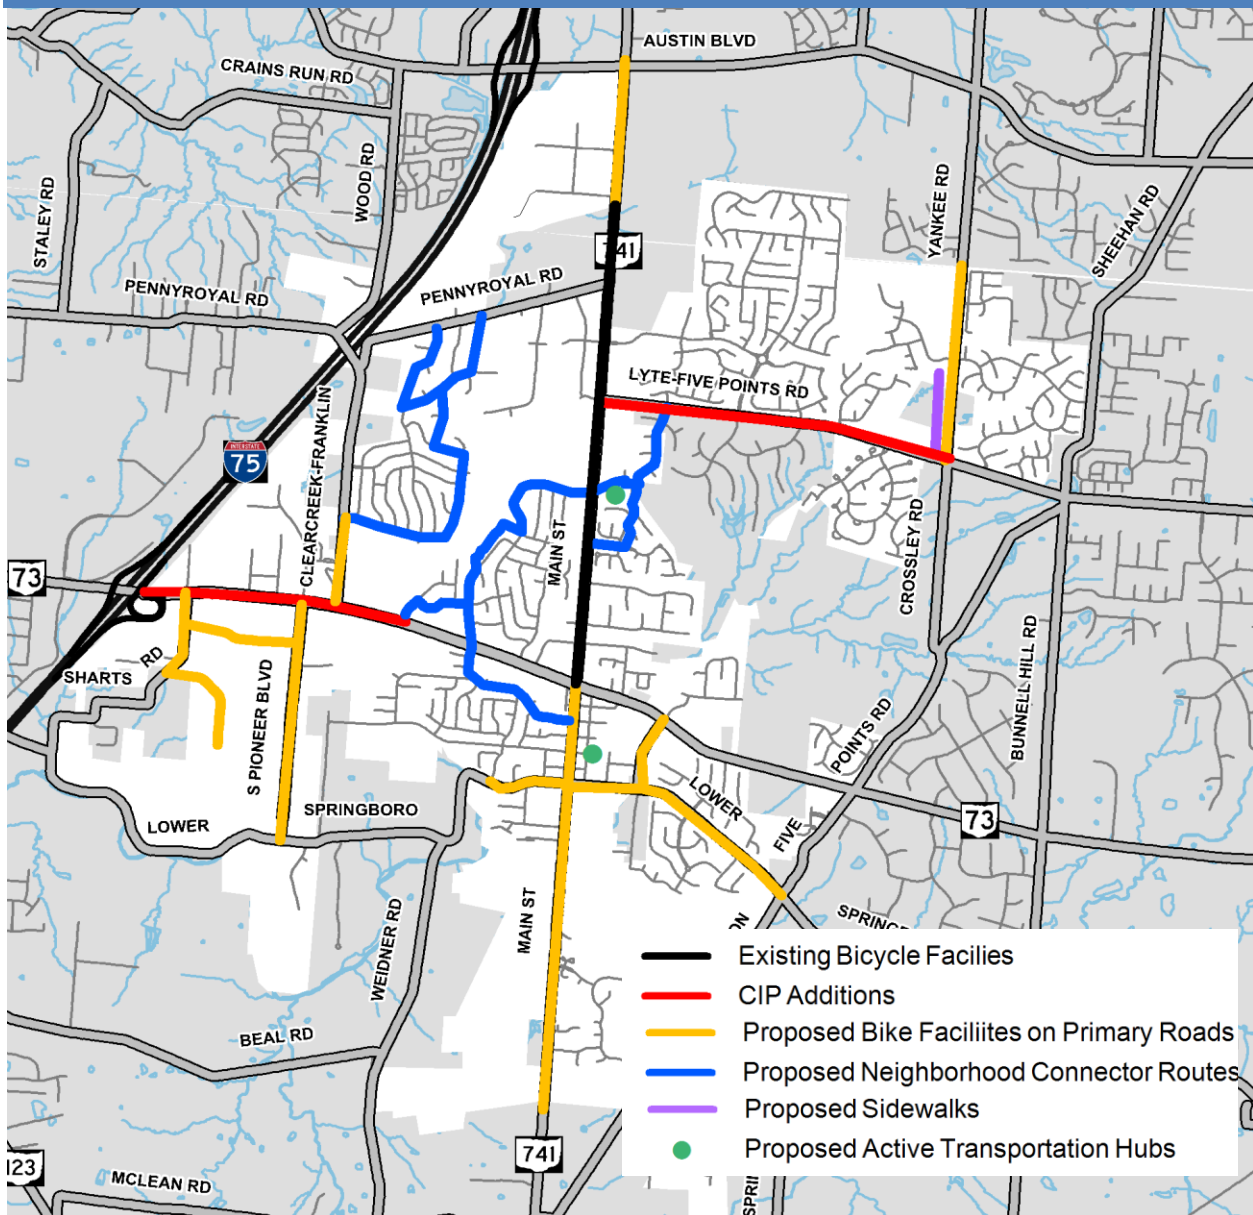 AUSTIN BLVD
CRAINS RUN RD
WOOD RD
STALEY RD
YANKEE RD
SHEEHAN RD
741
PENNYROYAL RD
PENNYROYAL RD
LYTE-FIVE POINTS RD
CLEARCREEK-FRANKLIN
INTERSTATE
75
MAIN ST
CROSSLEY RD
73
BUNNELL HILL RD
SHARTS RD
S PIONEER BLVD
POINTS RD
FIVE
LOWER
SPRINGBORO
LOWER
73
MAIN ST
WEIDNER RD
BEAL RD
MCLEAN RD
123
741
Existing Bicycle Facilies
CIP Additions
Proposed Bike Faciliites on Primary Roads
Proposed Neighborhood Connector Routes
Proposed Sidewalks
Proposed Active Transportation Hubs